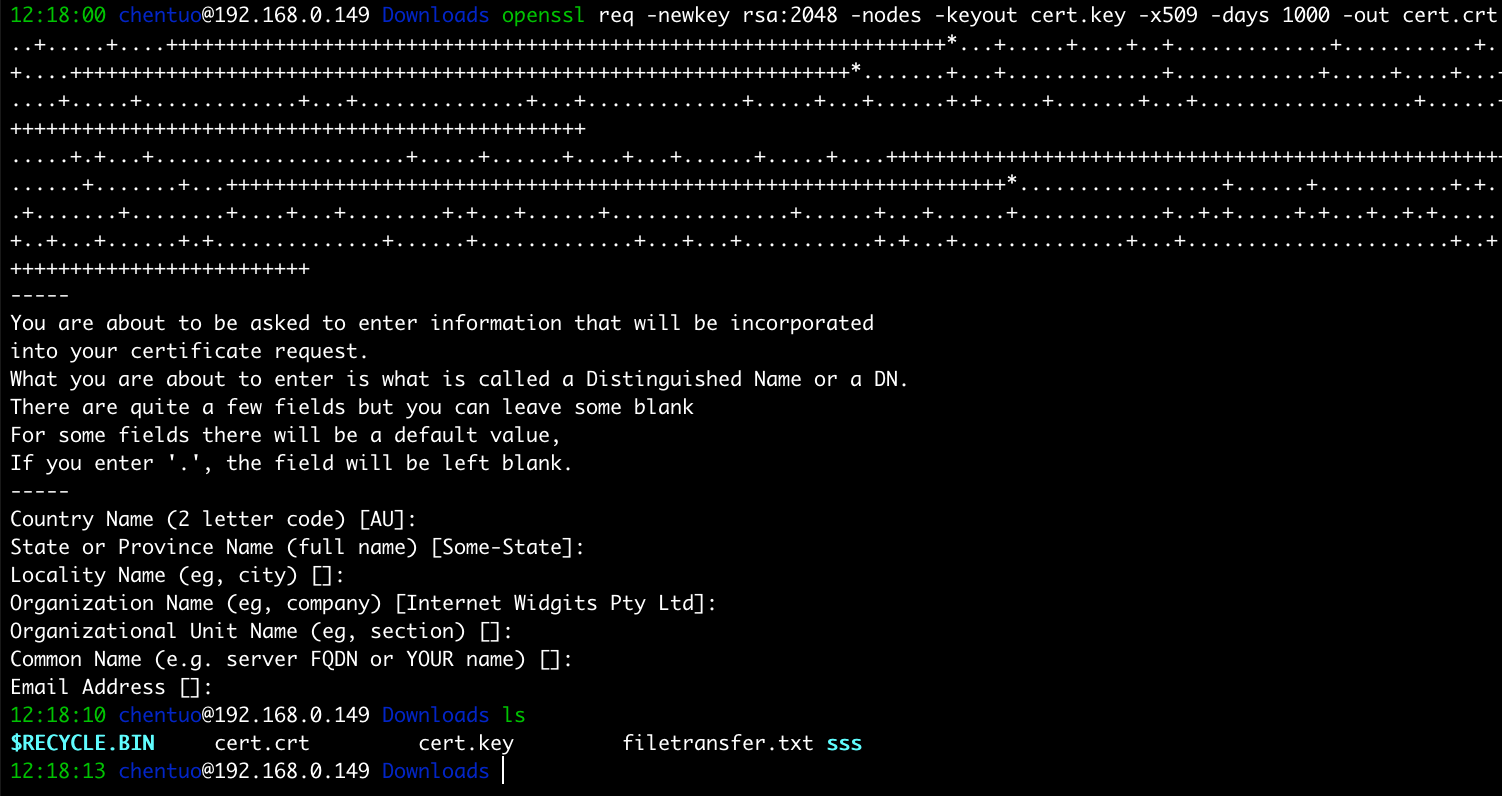 12:18:00 chentuo@192.168.0.149 Downloads openssl req -newkey rsa:2048 -nodes -keyout cert.key -x509 -days 1000 -out cert.crt
-----
You are about to be asked to enter information that will be incorporated
into your certificate request.
What you are about to enter is what is called a Distinguished Name or a DN.
There are quite a few fields but you can leave some blank
For some fields there will be a default value,
If you enter '.', the field will be left blank.
-----
Country Name (2 letter code) [AU]:
State or Province Name (full name) [Some-State]:
Locality Name (eg, city) []:
Organization Name (eg, company) [Internet Widgits Pty Ltd]:
Organizational Unit Name (eg, section) []:
Common Name (e.g. server FQDN or YOUR name) []:
Email Address []:
12:18:10 chentuo@192.168.0.149 Downloads ls
$RECYCLE.BIN cert.crt cert.key filetransfer.txt sss
12:18:13 chentuo@192.168.0.149 Downloads